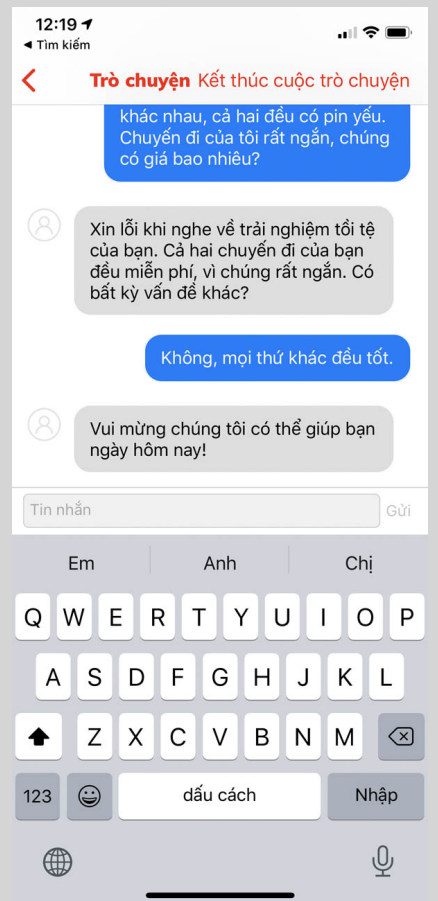 12:19
◀ Tìm kiếm
Trò chuyện Kết thúc cuộc trò chuyện
khác nhau, cả hai đều có pin yếu.
Chuyến đi của tôi rất ngắn, chúng
có giá bao nhiêu?
Xin lỗi khi nghe về trải nghiệm tồi tệ
của bạn. Cả hai chuyến đi của bạn
đều miễn phí, vì chúng rất ngắn. Có
bất kỳ vấn đề khác?
Không, mọi thứ khác đều tốt.
Vui mừng chúng tôi có thể giúp bạn
ngày hôm nay!
Tin nhắn Gửi
Em Anh Chị
Q W E R T Y U I O P
A S D F G H J K L
Z X C V B N M
123 dấu cách Nhập